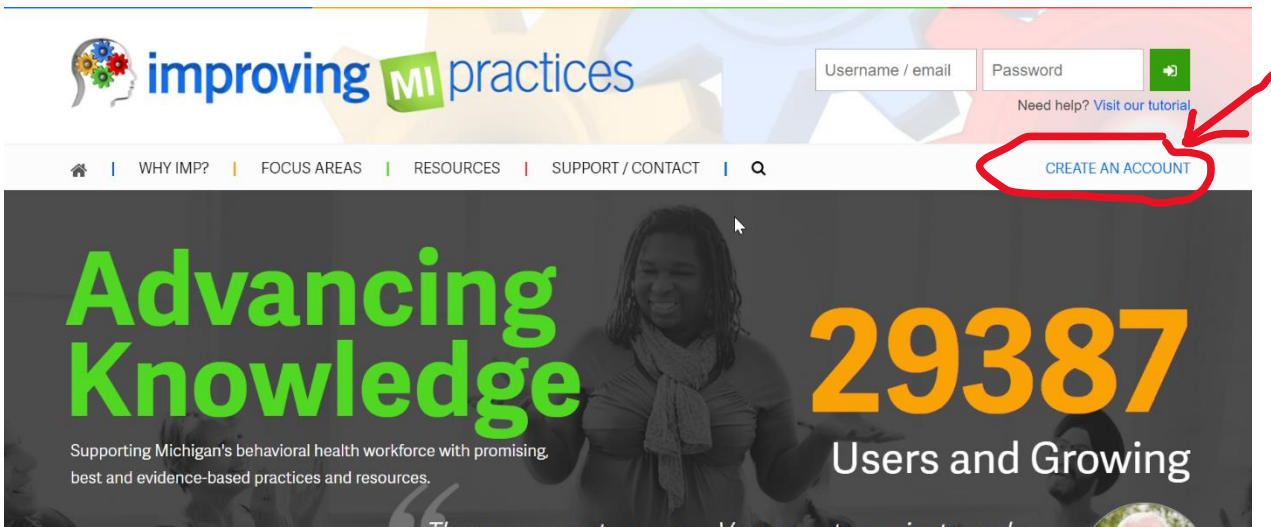 improving MI practices
Username / email
Password
Need help? Visit our tutorial
WHY IMP? | FOCUS AREAS | RESOURCES | SUPPORT / CONTACT |
CREATE AN ACCOUNT
Advancing
Knowledge
Supporting Michigan's behavioral health workforce with promising,
best and evidence-based practices and resources.
29387
Users and Growing